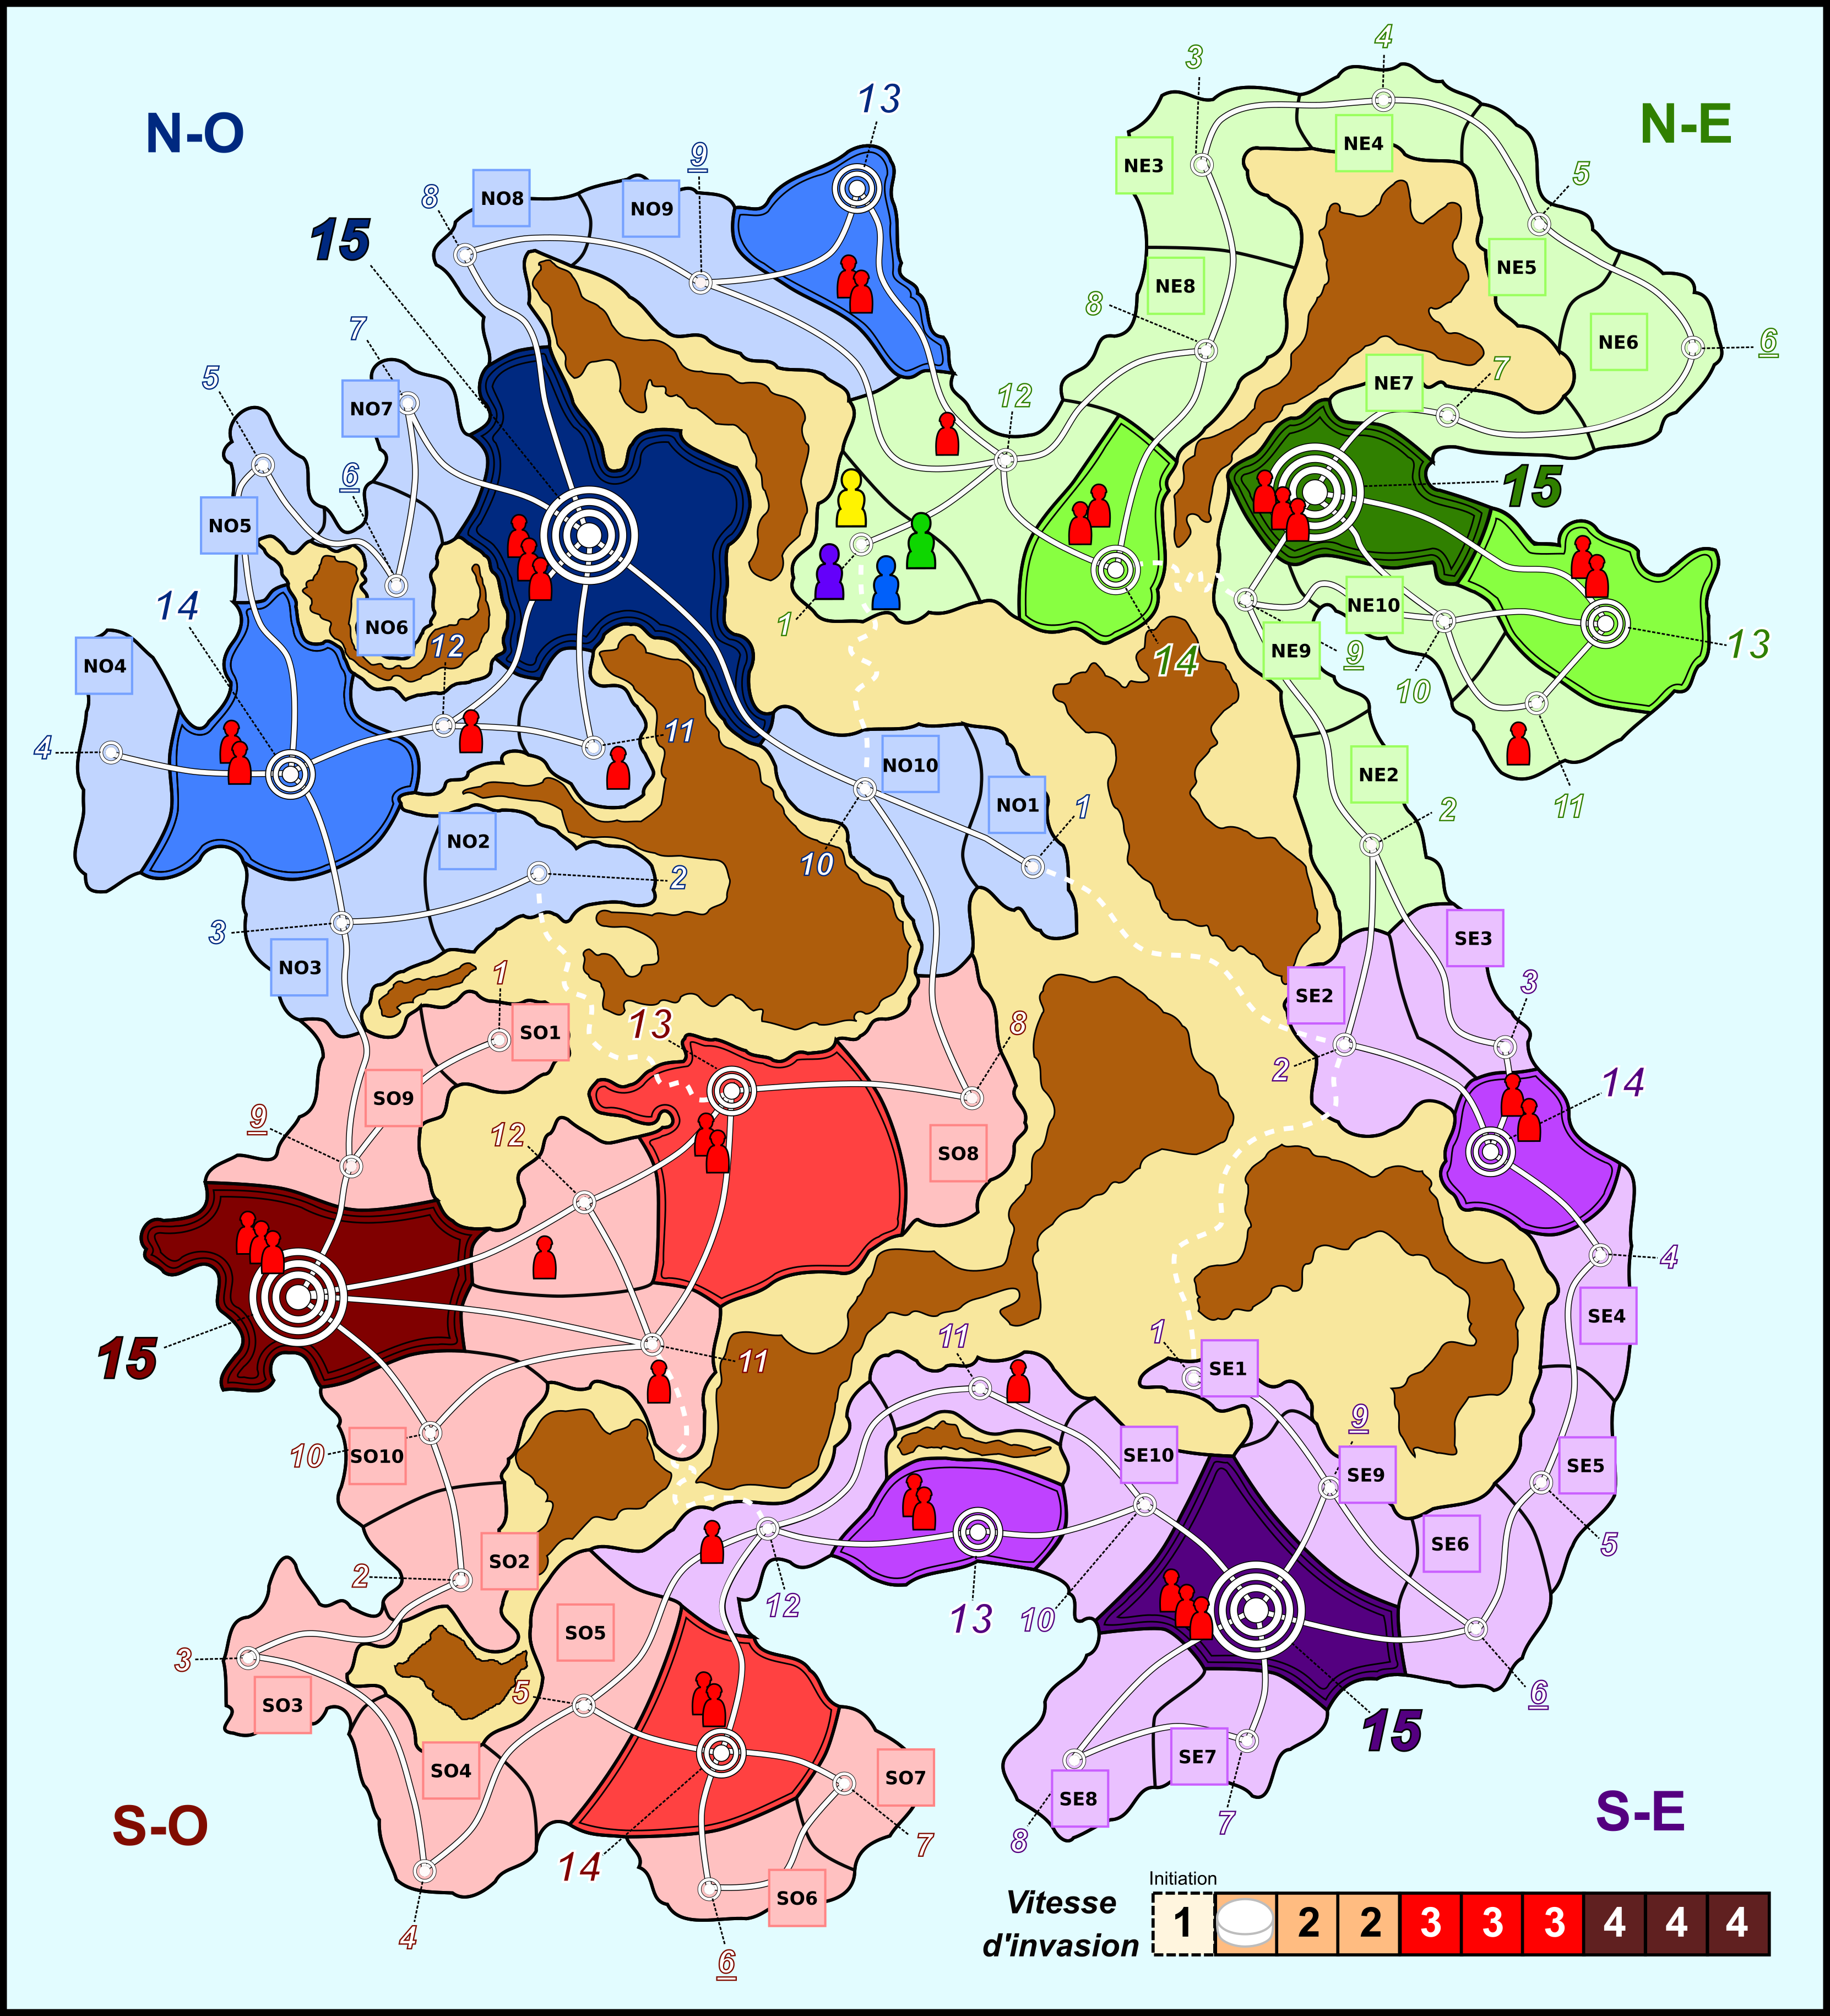 4
3
13
N-O
N-E
9
NE4
NE3
5
8
NO8
NO9
15
NE5
NE8
8
7
NE6
6
5
NE7
7
12
NO7
6
15
NO5
14
NE10
1
NO6
12
NO4
NE9
9
14
13
10
11
4
NO10
NE2
NO1
1
11
2
NO2
10
2
3
SE3
NO3
1
3
SE2
13
8
SO1
2
14
SO9
9
12
SO8
4
SE4
15
11
1
11
SE1
9
10
SO10
SE10
SE9
SE5
SE6
5
SO2
2
12
13
10
SO5
3
5
6
SO3
15
SE7
SO4
SO7
SE8
S-O
S-E
7
8
7
14
Initiation
SO6
Vitesse
d'invasion
1 2 2 3 3 3 4 4 4
4
6